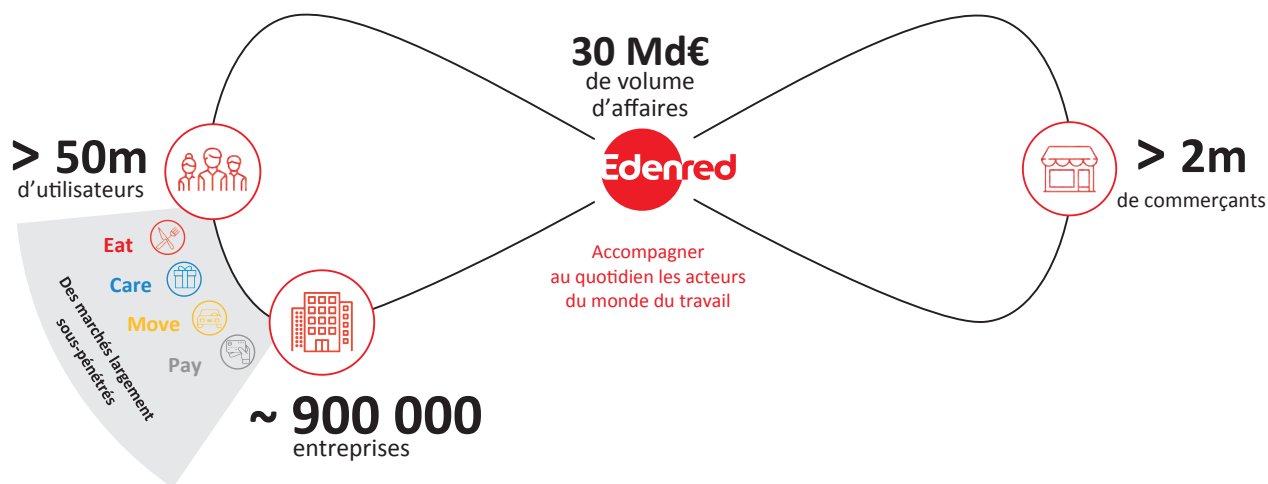 30 Md€
de volume
d'affaires
> 50m
d'utilisateurs
Edenred
> 2m
de commerçants
Accompagner
au quotidien les acteurs
du monde du travail
Eat
Care
Move
Pay
Des marchés largement
sous-pénétrés
~ 900 000
entreprises